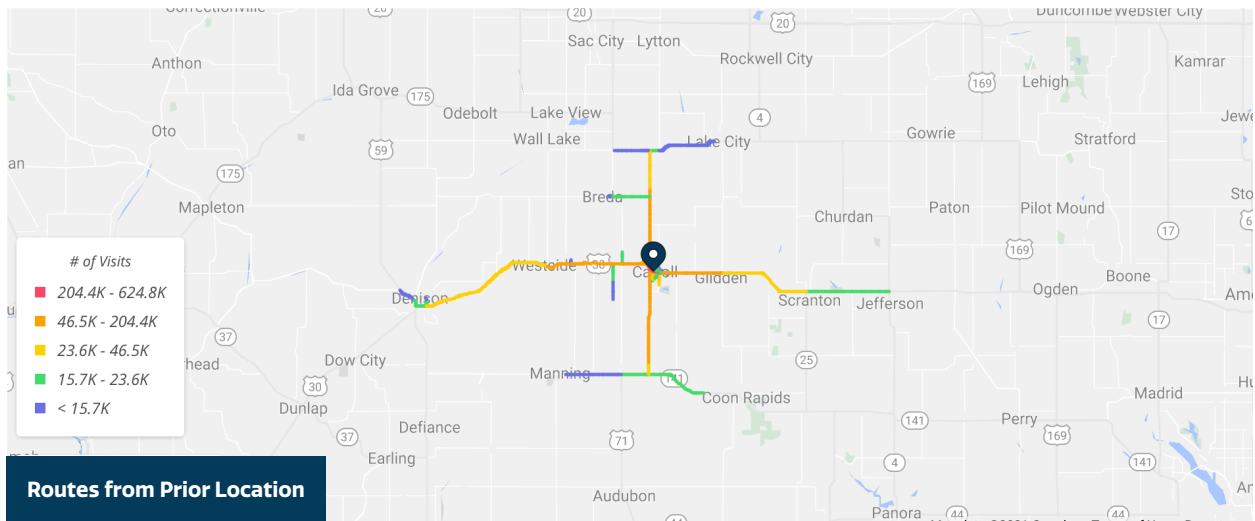 20
20
20
Duncombe Webster City
Sac City
Lytton
Rockwell City
Anthon
Kamrar
Ida Grove
175
Odebolt
Lake View
169
Lehigh
4
Oto
Wall Lake
Lake City
Gowrie
Stratford
59
175
Breda
Mapleton
Churdan
Paton
Pilot Mound
17
169
# of Visits
204.4K - 624.8K
46.5K - 204.4K
23.6K - 46.5K
15.7K - 23.6K
< 15.7K
Westside
Carroll
Glidden
Boone
Ogden
Denison
Scranton
Jefferson
17
37
Dow City
25
30
Manning
141
Coon Rapids
Madrid
Dunlap
Defiance
141
Perry
169
37
71
Earling
4
141
Routes from Prior Location
Audubon
Panora
44
44
44